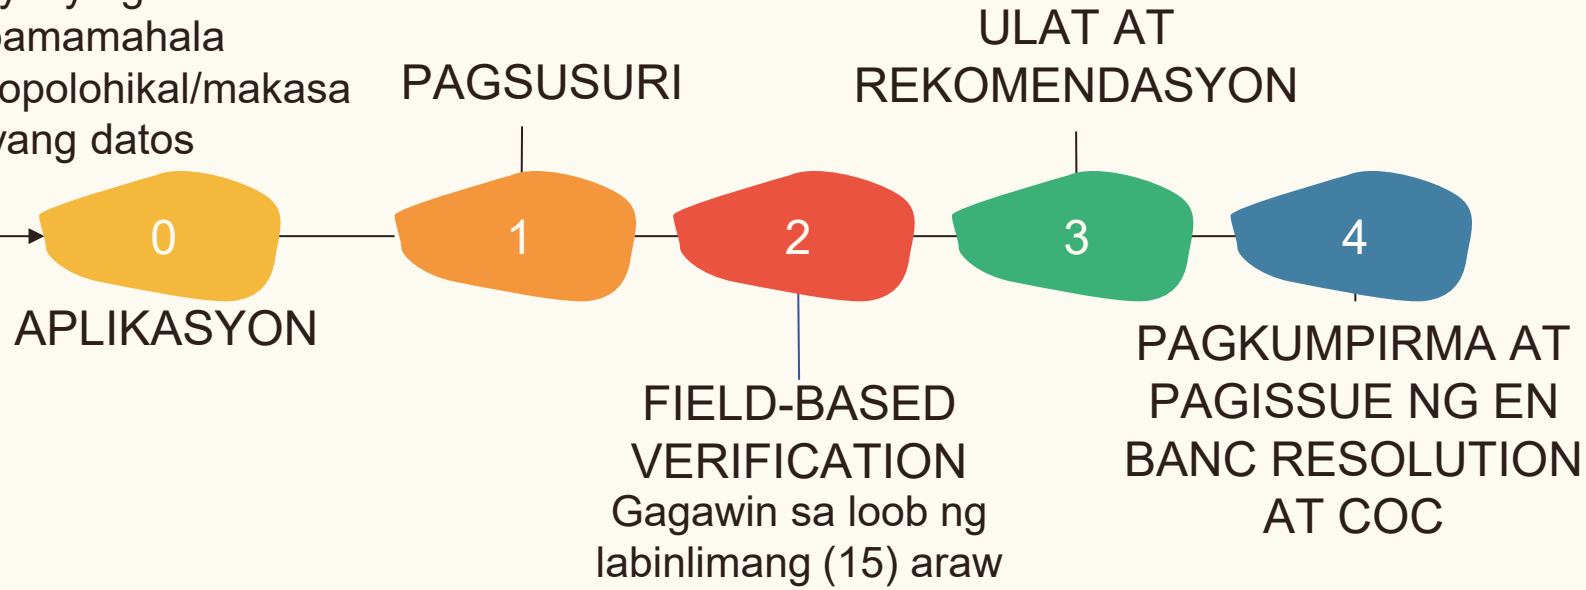 pamamahala
opolohikal/makasa
yang datos
0
APLIKASYON
PAGSUSURI
1
2
FIELD-BASED
VERIFICATION
Gagawin sa loob ng
labinlimang (15) araw
ULAT AT
REKOMENDASYON
3
4
PAGKUMPIRMA AT
PAGISSUE NG EN
BANC RESOLUTION
AT COC